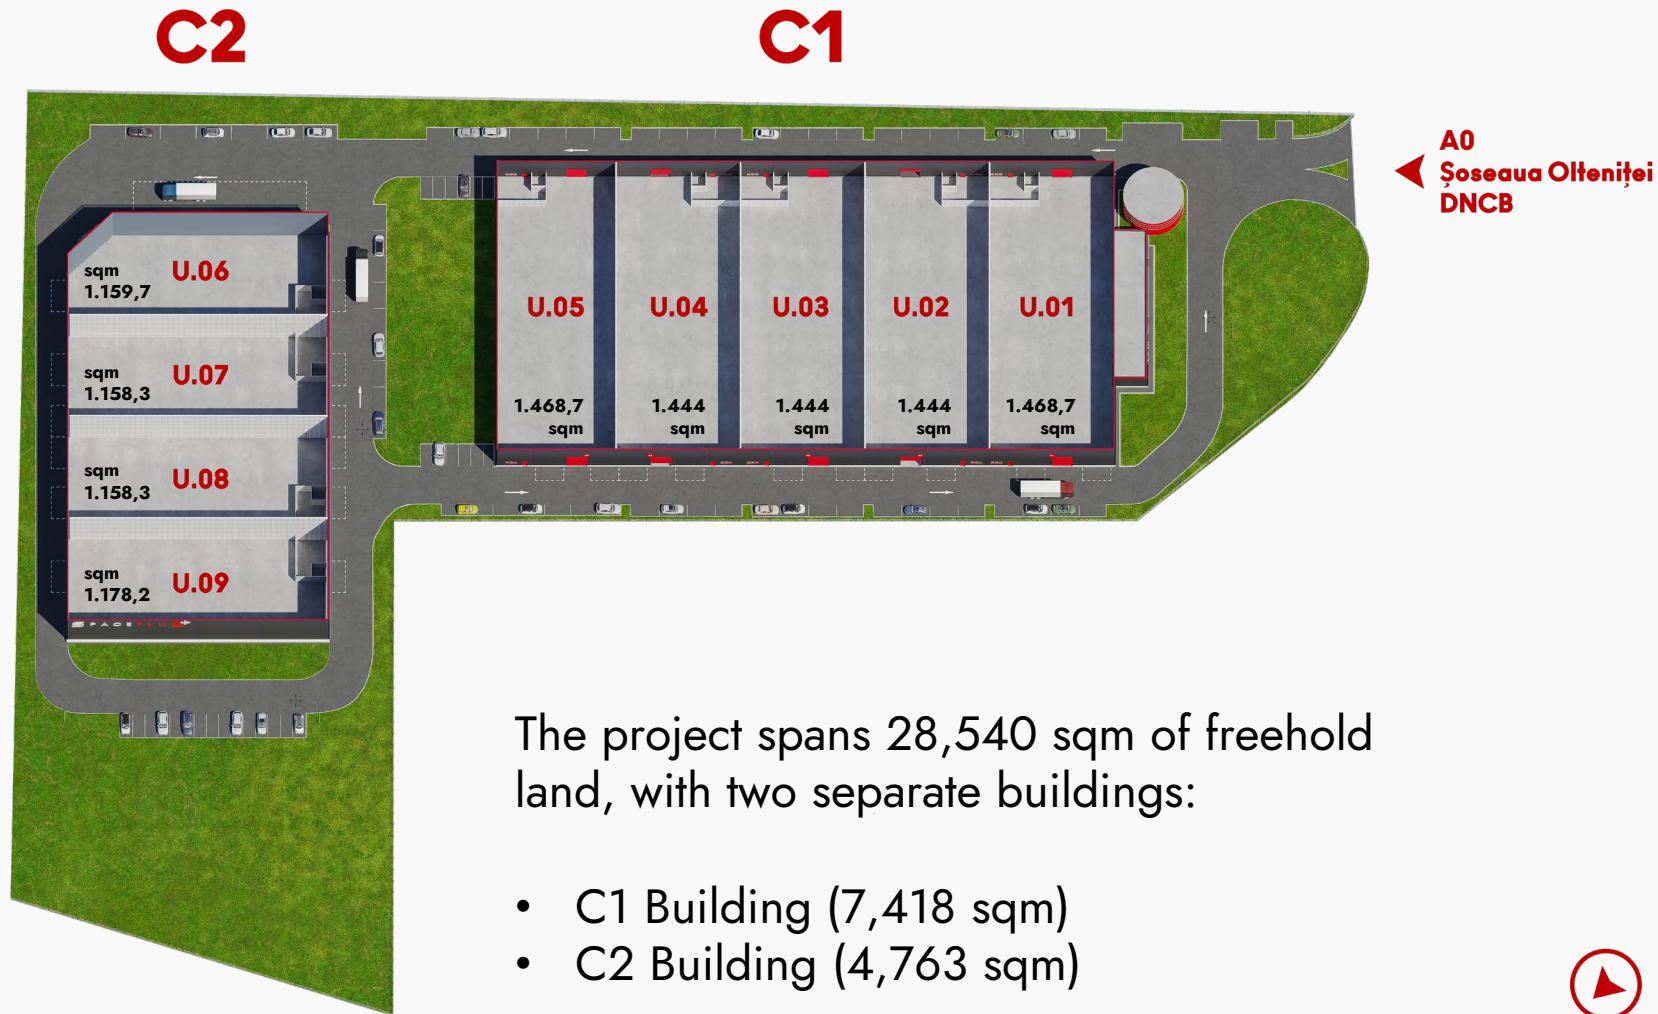 C2
C1
A0
Șoseaua Olteniței
DNCB
sqm
1.159,7
U.06
sqm
1.158,3
U.07
sqm
1.158,3
U.08
sqm
1.178,2
U.09
U.05
U.04
U.03
U.02
U.01
1.468,7
sqm
1.444
sqm
1.444
sqm
1.444
sqm
1.468,7
sqm
The project spans 28,540 sqm of freehold
land, with two separate buildings:
• C1 Building (7,418 sqm)
• C2 Building (4,763 sqm)